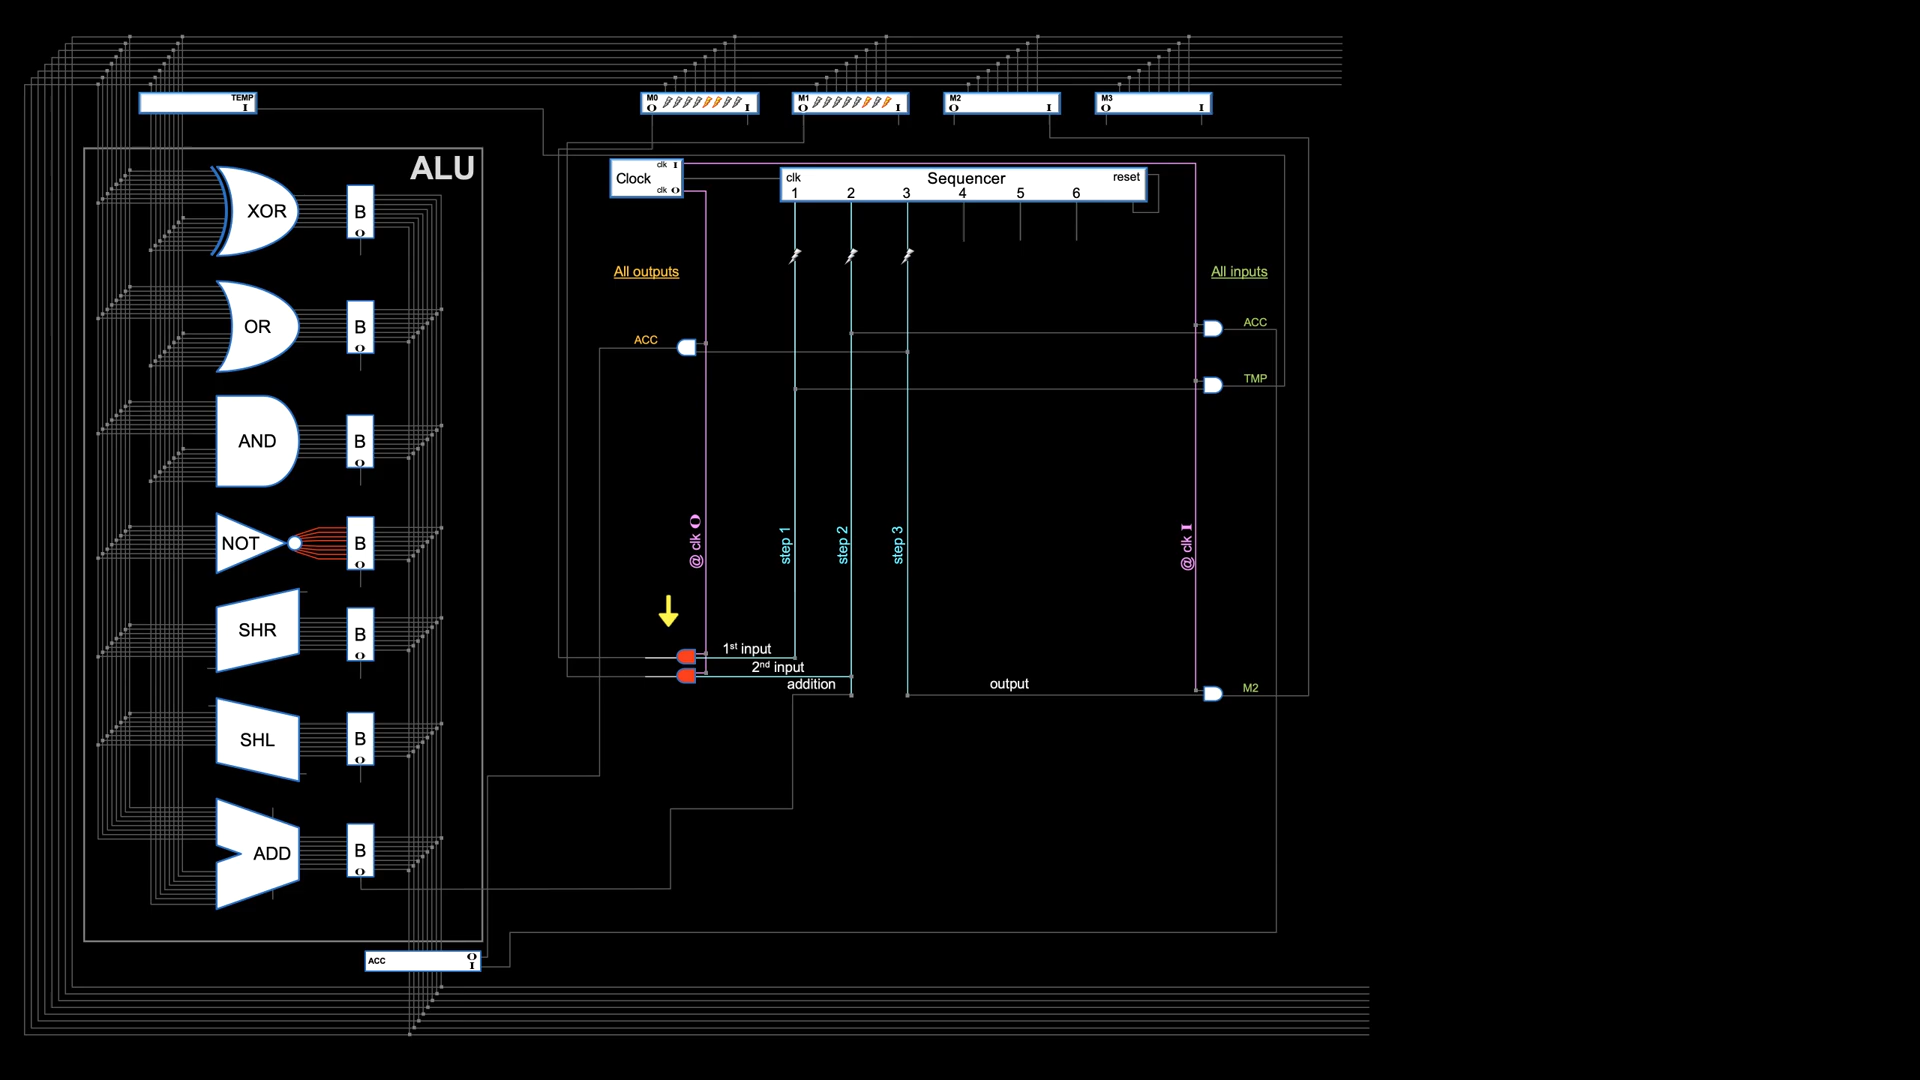 TEMP
I
M0
O
I
M1
O
I
M2
O
I
M3
O
I
ALU
clk I
Clock
clk O
clk
Sequencer
reset
1 2 3 4 5 6
XOR
B
O
All outputs
All inputs
OR
B
O
ACC
ACC
TMP
AND
B
O
NOT
B
O
@ clk O
step 1
step 2
step 3
@ clk I
SHR
B
O
1st input
2nd input
addition
output
M2
SHL
B
O
ADD
B
O
ACC
O
I